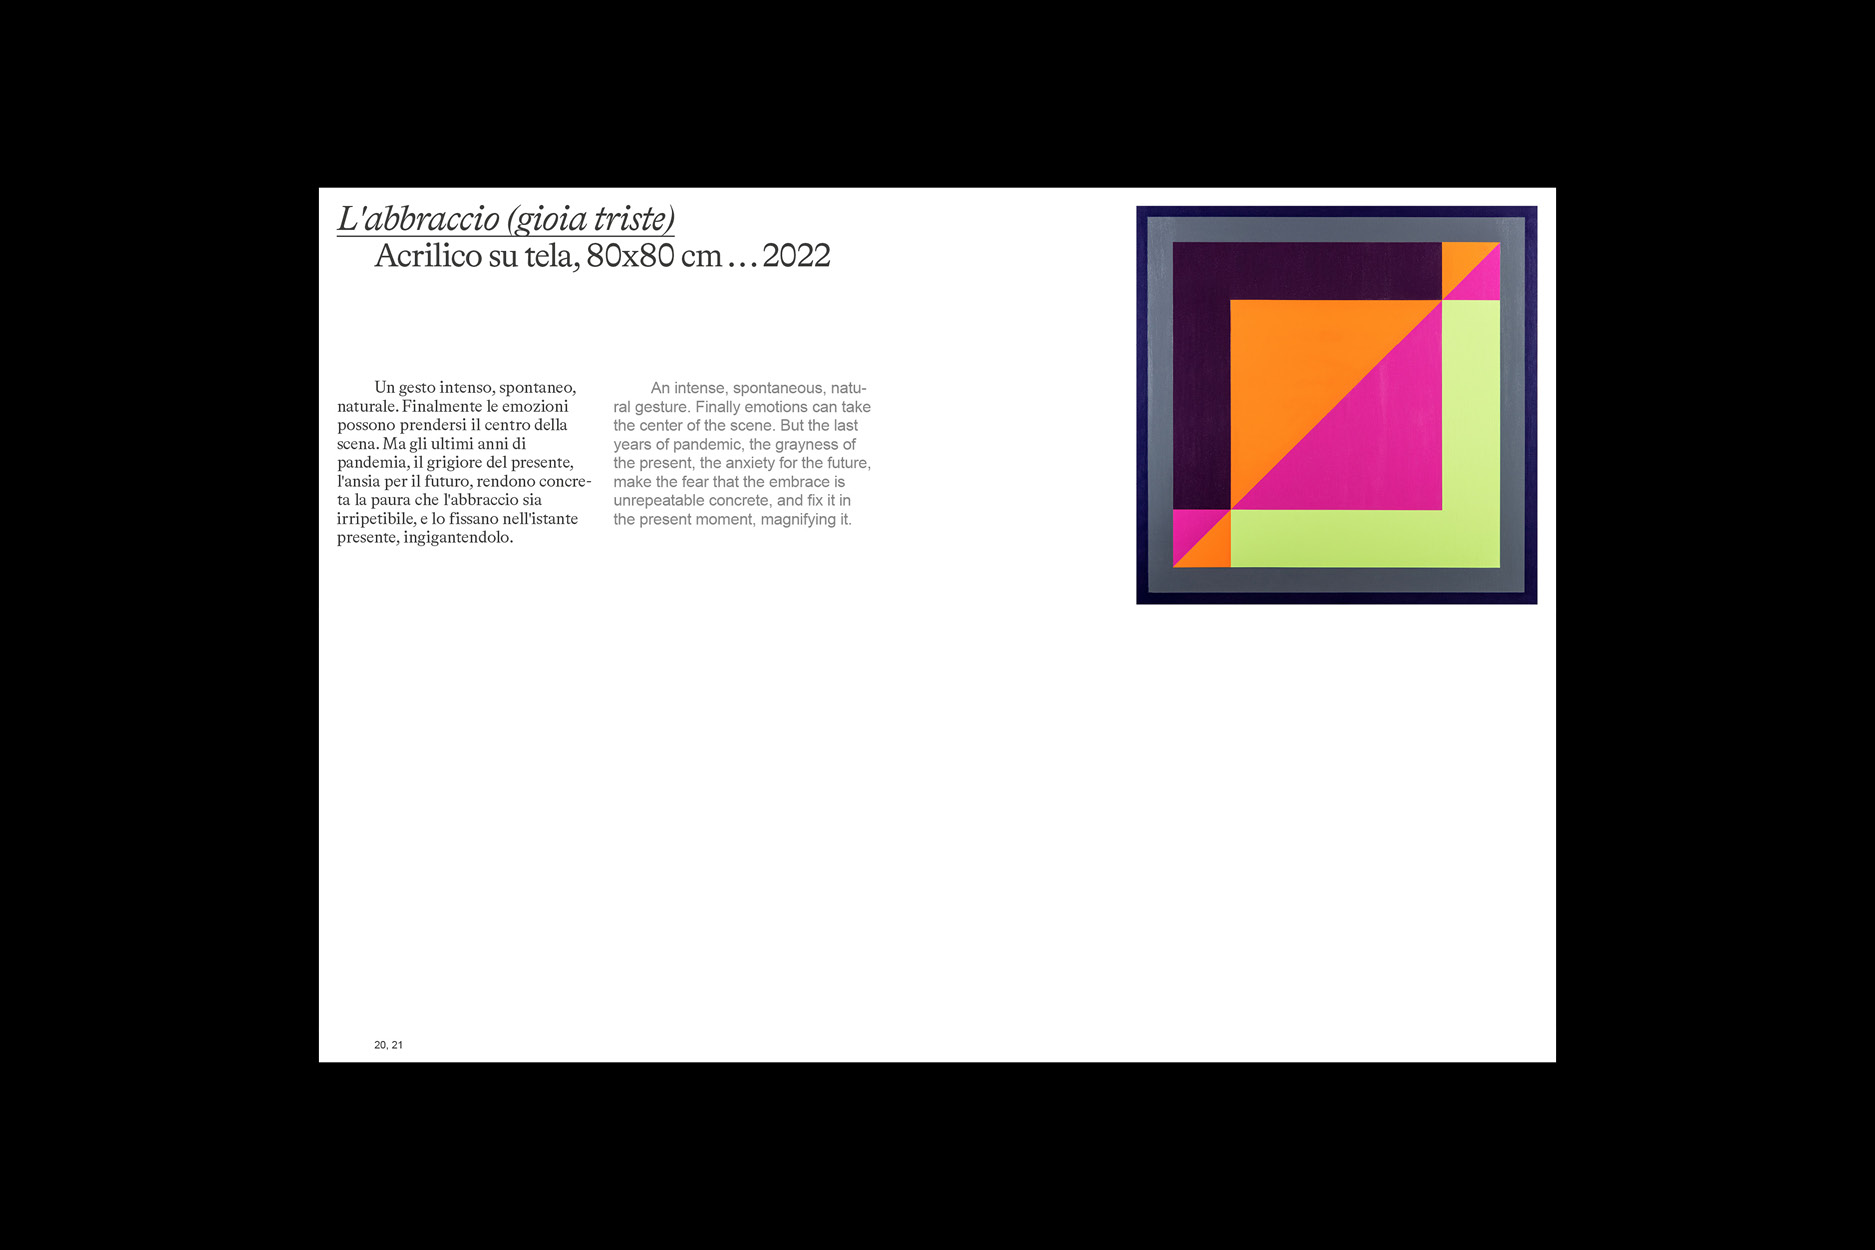 L'abbraccio (gioia triste)
Acrilico su tela, 80x80 cm...2022
Un gesto intenso, spontaneo,
naturale. Finalmente le emozioni
possono prendersi il centro della
scena. Ma gli ultimi anni di
pandemia, il grigiore del presente,
l'ansia per il futuro, rendono concre-
ta la paura che l'abbraccio sia
irripetibile, e lo fissano nell'istante
presente, ingigantendolo.
An intense, spontaneous, natu-
ral gesture. Finally emotions can take
the center of the scene. But the last
years of pandemic, the grayness of
the present, the anxiety for the future,
make the fear that the embrace is
unrepeatable concrete, and fix it in
the present moment, magnifying it.
20, 21